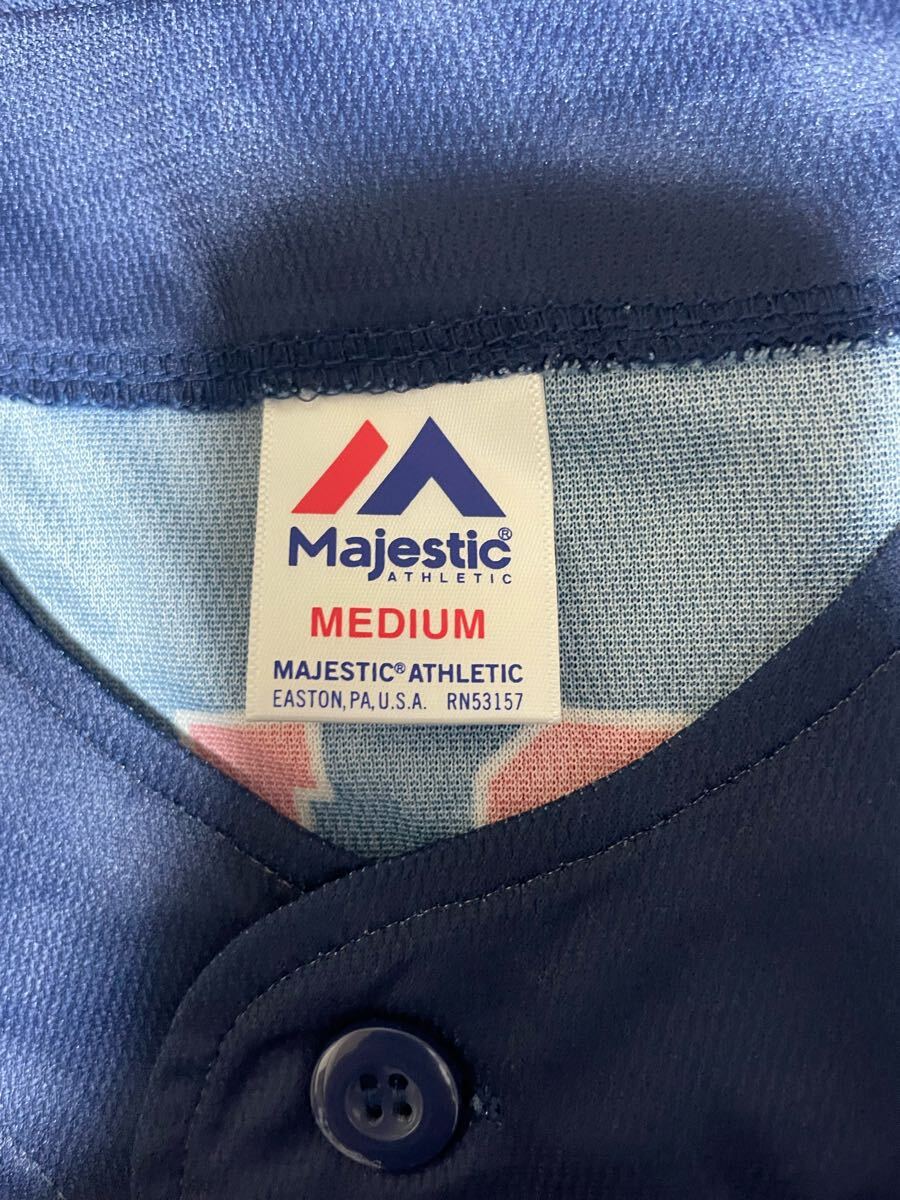 Majestic®
ATHLETIC
MEDIUM
MAJESTIC® ATHLETIC
EASTON, PA, U.S.A. RN53157